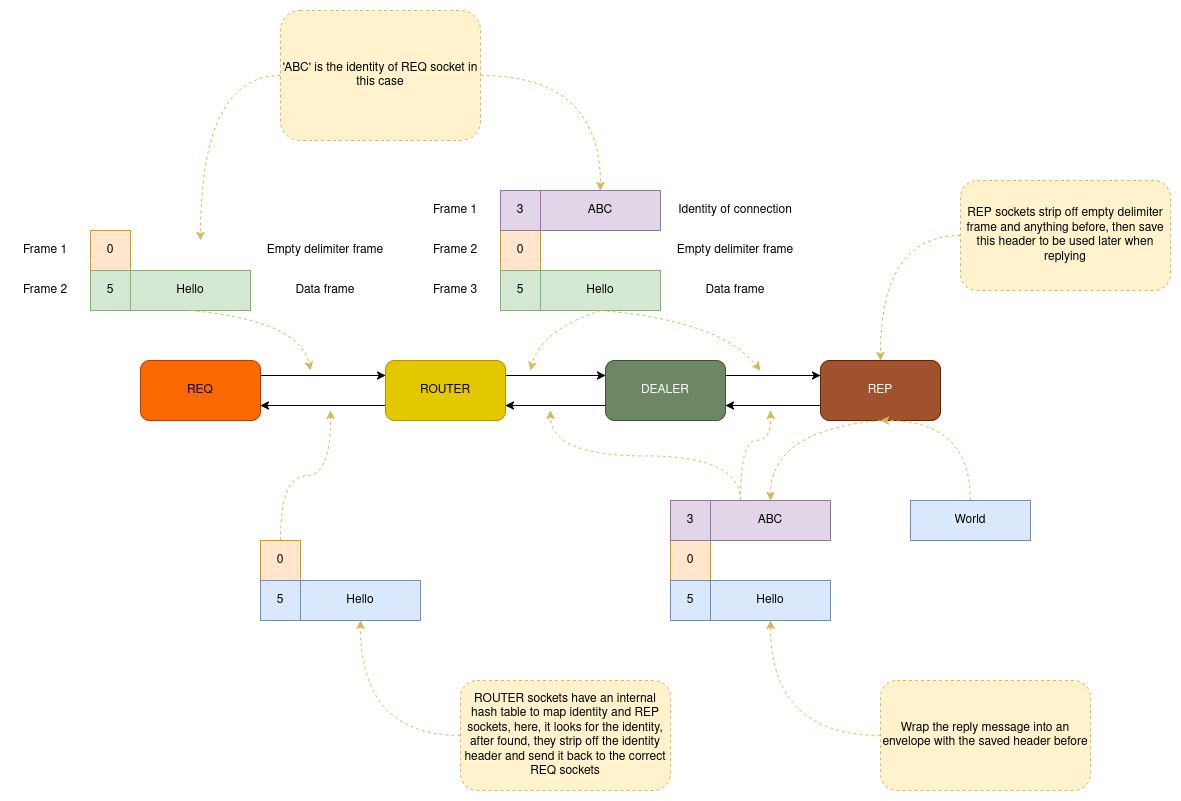 'ABC' is the identity of REQ socket in
this case
Frame 1 3 ABC Identity of connection
Frame 1 0 Empty delimiter frame
Frame 2 0 Empty delimiter frame
Frame 2 5 Hello Data frame
Frame 3 5 Hello Data frame
REP sockets strip off empty delimiter
frame and anything before, then save
this header to be used later when
replying
REQ
ROUTER
DEALER
REP
3 ABC
0
5 Hello
World
0
5 Hello
ROUTER sockets have an internal
hash table to map identity and REP
sockets, here, it looks for the identity,
after found, they strip off the identity
header and send it back to the correct
REQ sockets
Wrap the reply message into an
envelope with the saved header before